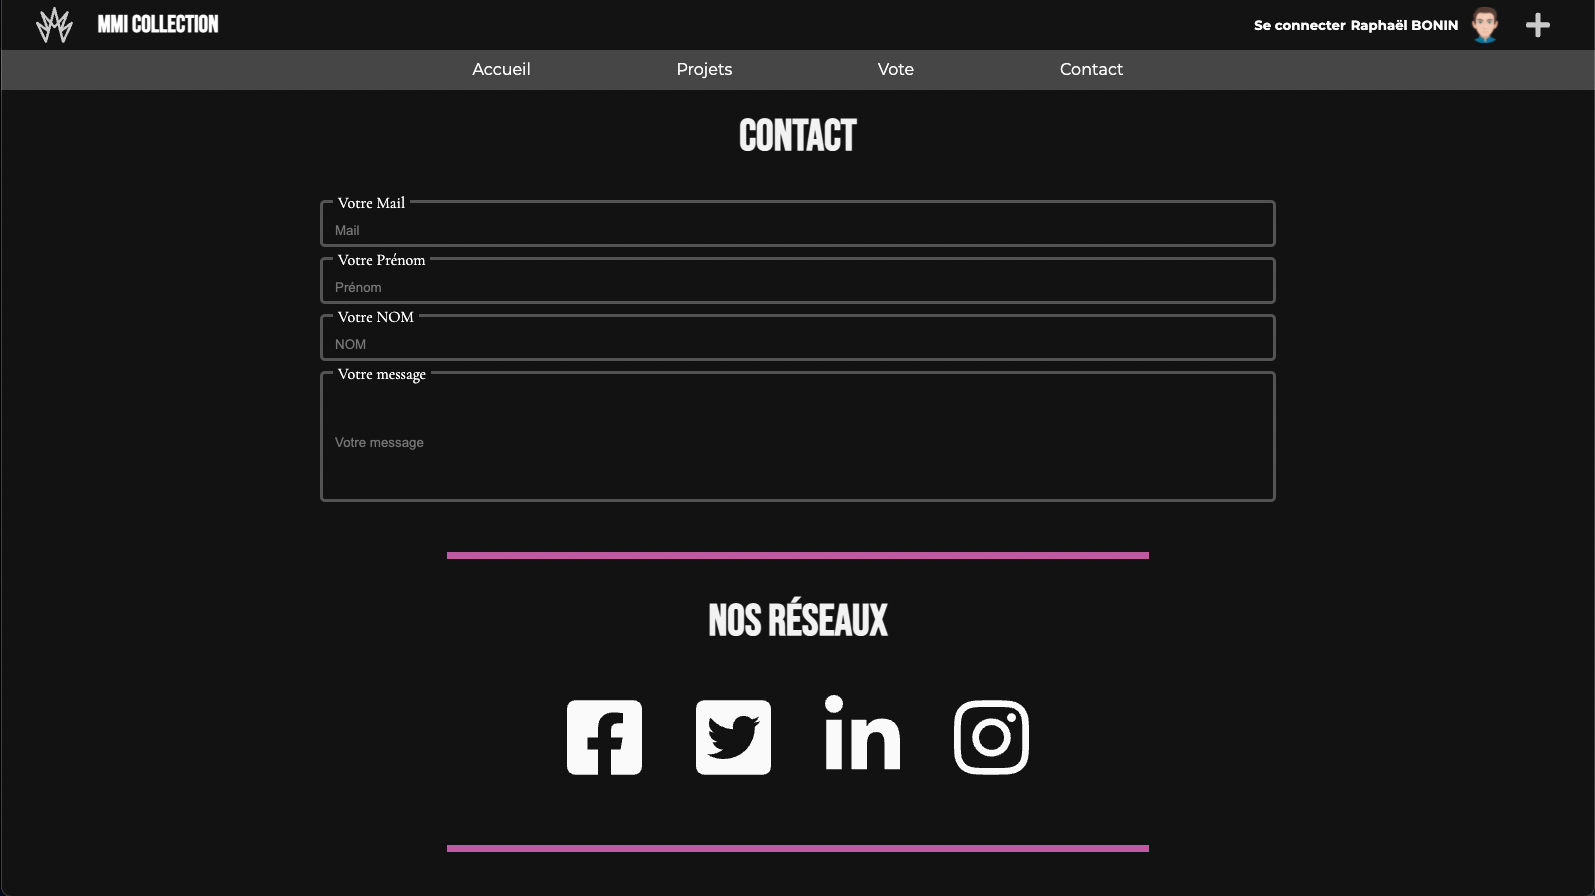 MMI COLLECTION
Se connecter Raphaël BONIN
Accueil Projets Vote Contact
CONTACT
Votre Mail
Mail
Votre Prénom
Prénom
Votre NOM
NOM
Votre message
Votre message
NOS RÉSEAUX